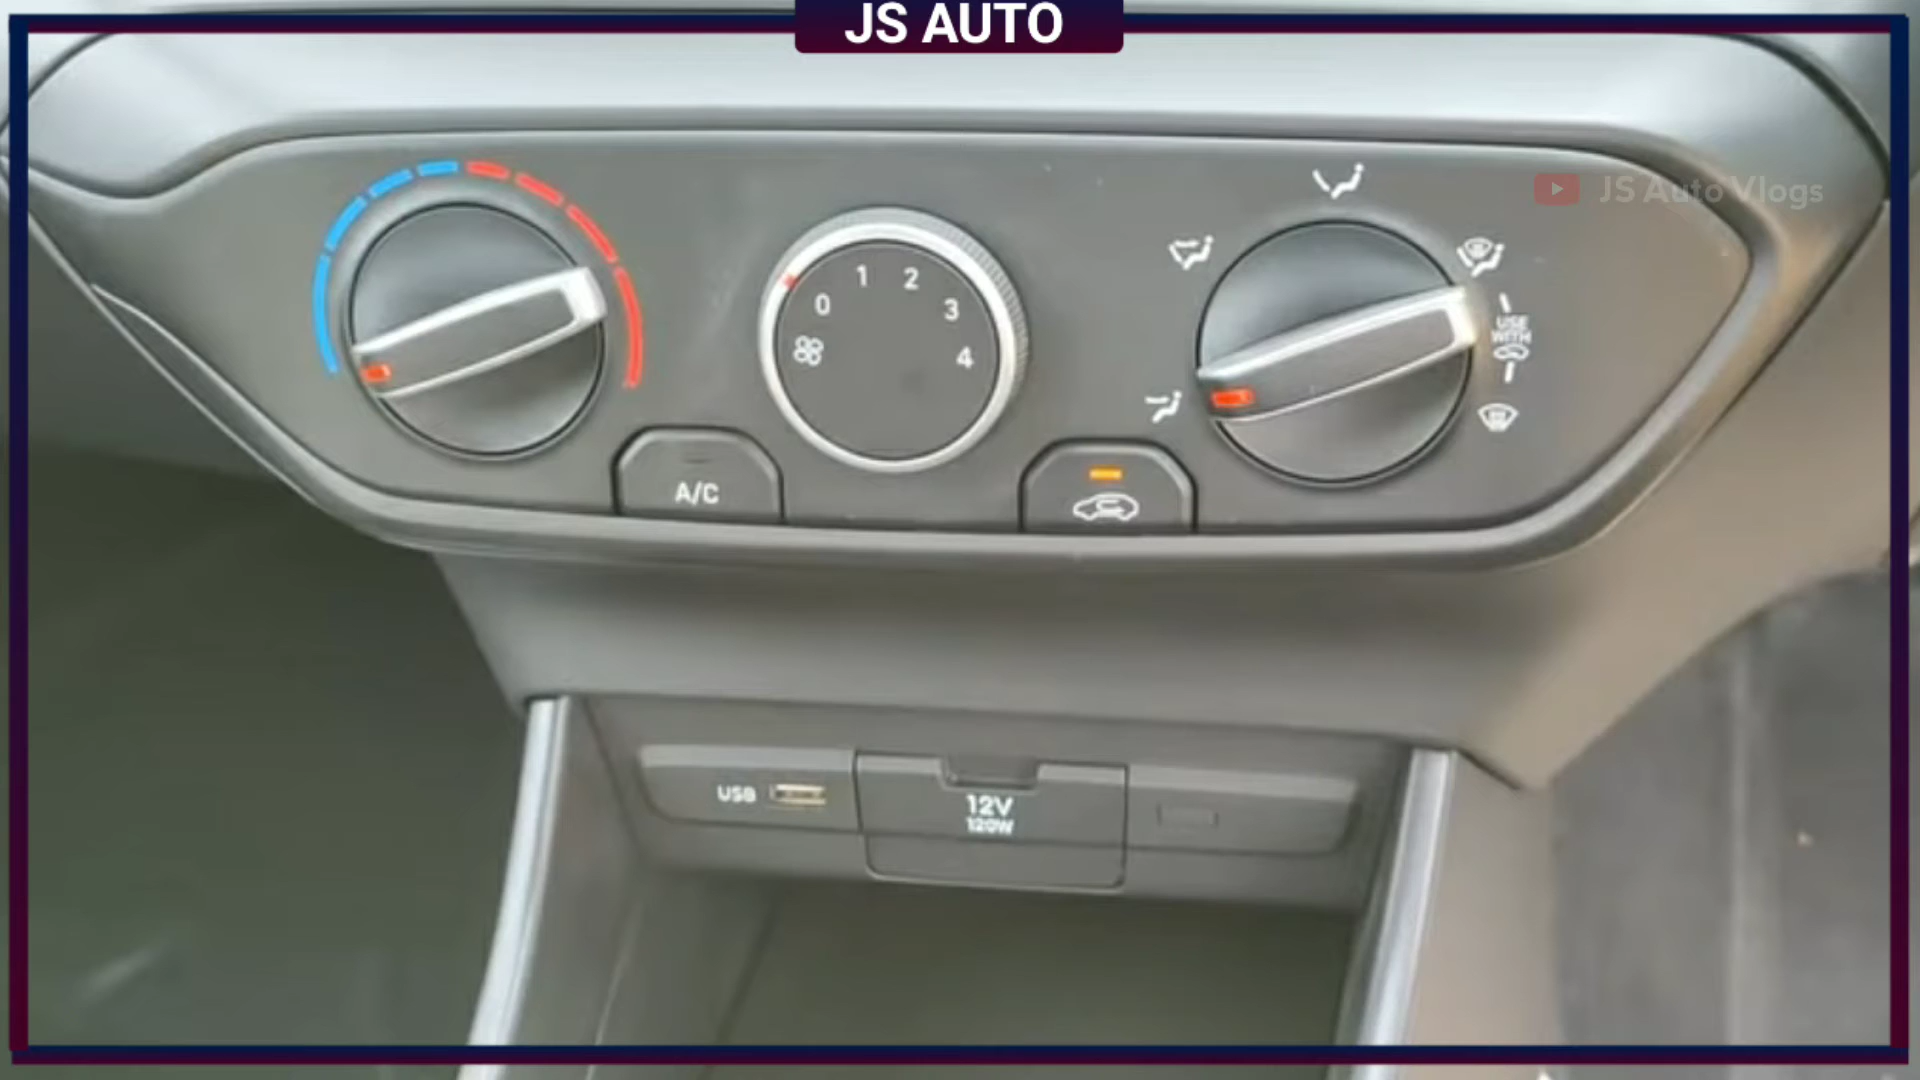 JS AUTO
JS Auto Vlogs
1
2
0
3
4
USE
WITH
A/C
USB
12V
120W